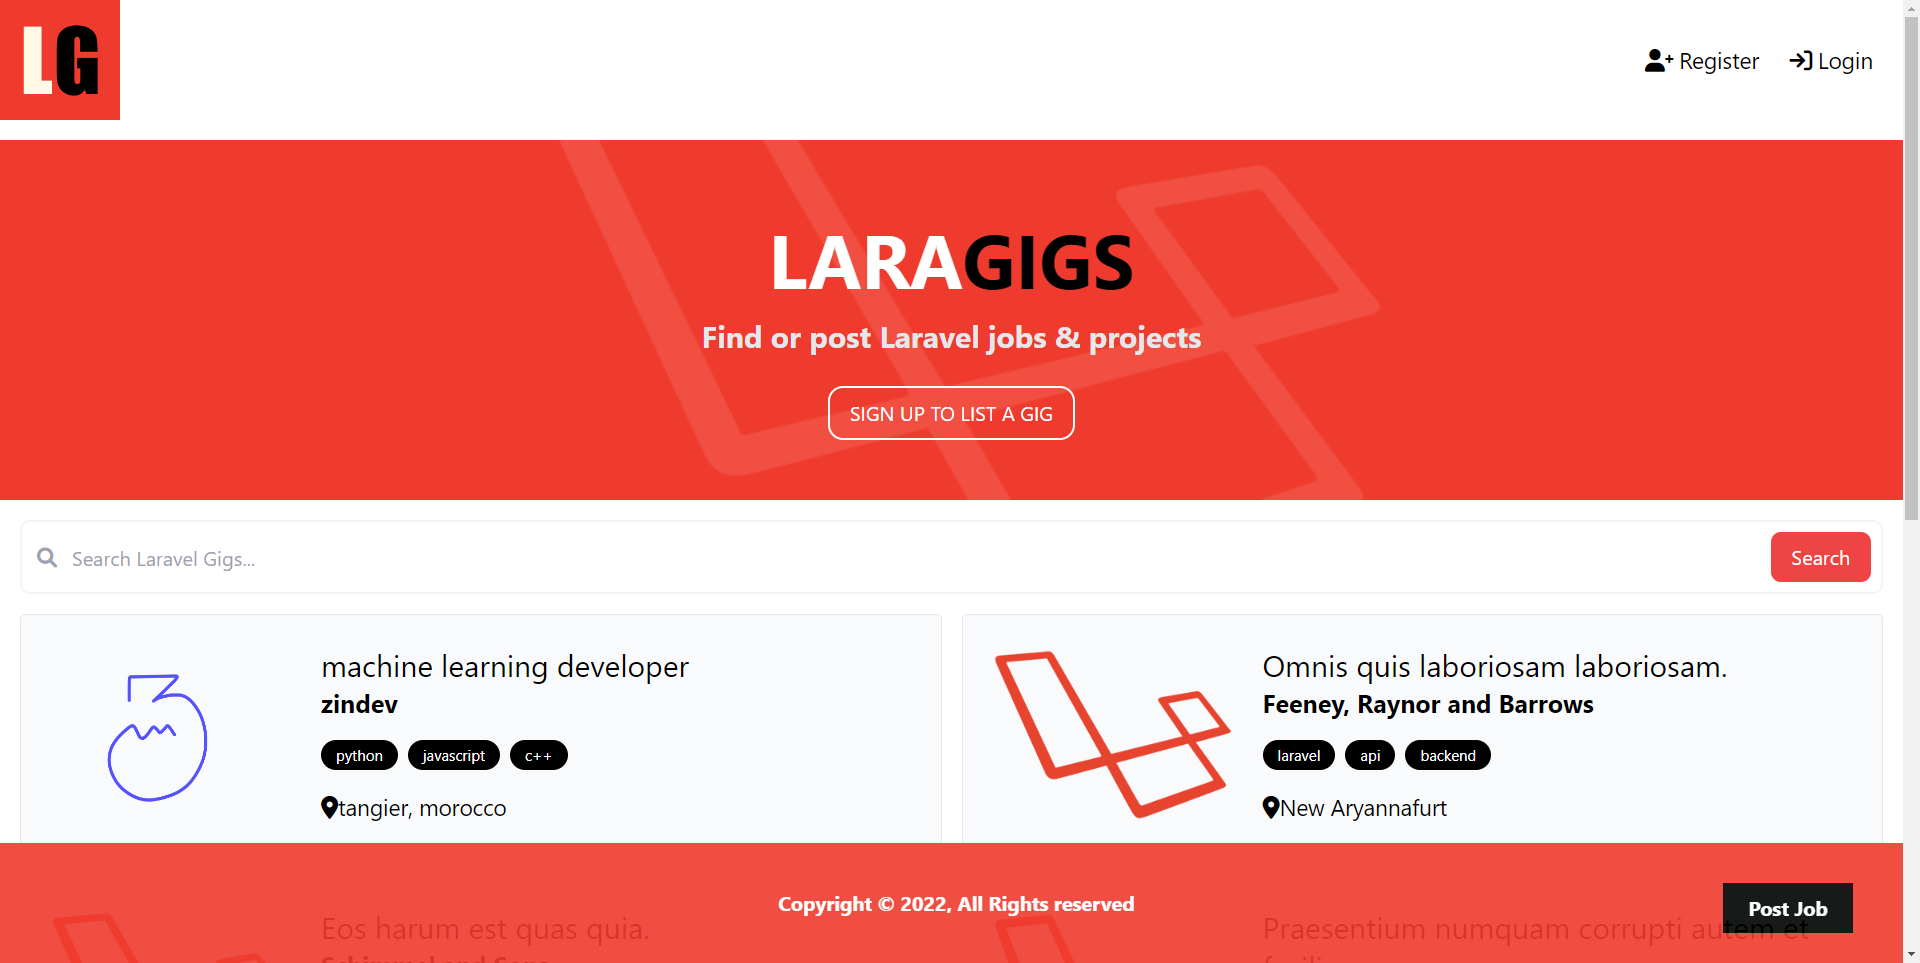 LG
Register Login
LARAGIGS
Find or post Laravel jobs & projects
SIGN UP TO LIST A GIG
Search Laravel Gigs...
Search
machine learning developer
zindev
python javascript c++
tangier, morocco
Omnis quis laboriosam laboriosam.
Feeney, Raynor and Barrows
laravel api backend
New Aryannafurt
Copyright © 2022, All Rights reserved
Post Job
Eos harum est quas quia.
Praesentium numquam corrupti autem et